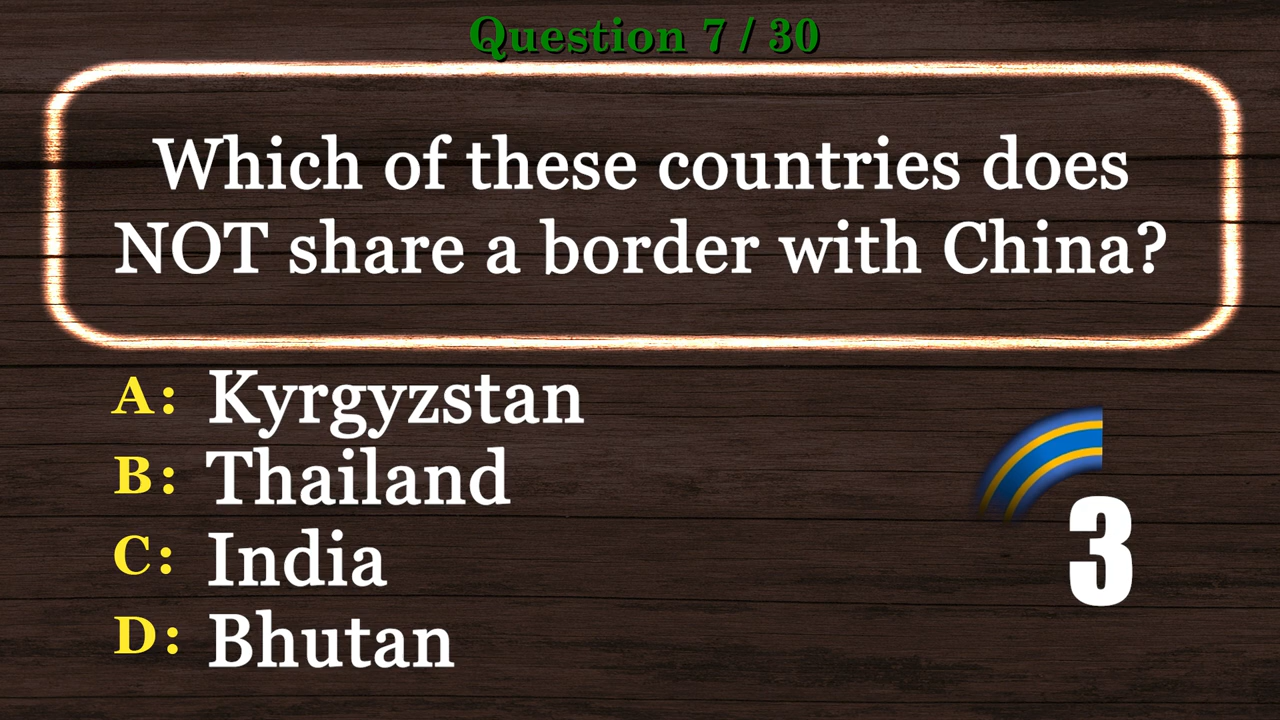 Question 7 / 30
Which of these countries does
NOT share a border with China?
A: Kyrgyzstan
B: Thailand
C: India
3
D: Bhutan